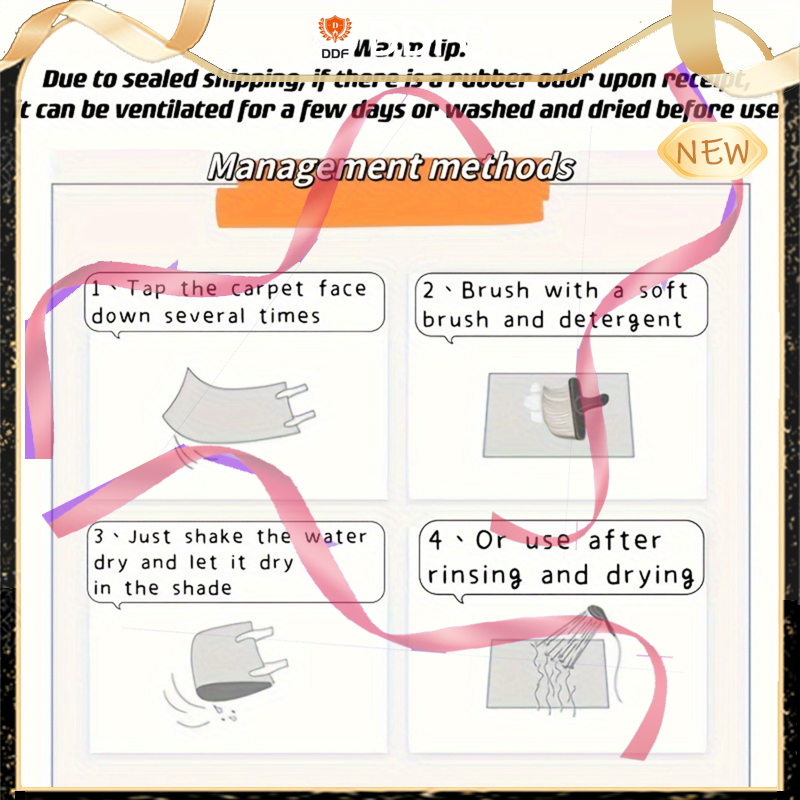 DDF
Warm tip.
Due to sealed shipping, if there is a rubber odor upon receipt,
it can be ventilated for a few days or washed and dried before use
NEW
Management methods
1、Tap the carpet face
down several times
2、Brush with a soft
brush and detergent
3、Just shake the water
dry and let it dry
in the shade
4、Or use after
rinsing and drying